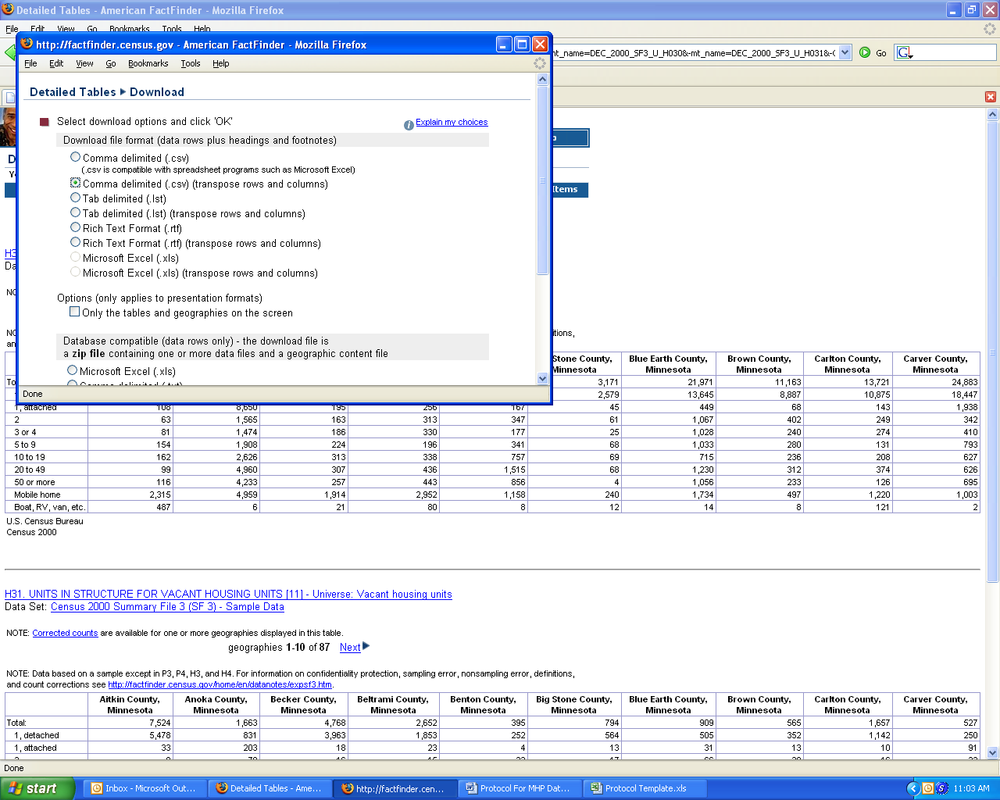 Detailed Tables - American FactFinder - Mozilla Firefox
File Edit View Go Bookmarks Tools Help
http://factfinder.census.gov - American FactFinder - Mozilla Firefox
nt_name=DEC_2000_SF3_U_H030&-mt_name=DEC_2000_SF3_U_H031&-(
Go
G
File Edit View Go Bookmarks Tools Help
Detailed Tables Download
Select download options and click 'OK'
Explain my choices
Download file format (data rows plus headings and footnotes)
Comma delimited (.csv)
(.csv is compatible with spreadsheet programs such as Microsoft Excel)
Comma delimited (.csv) (transpose rows and columns)
Items
Tab delimited (.lst)
Tab delimited (.lst) (transpose rows and columns)
Rich Text Format (.rtf)
Rich Text Format (.rtf) (transpose rows and columns)
Microsoft Excel (.xls)
Microsoft Excel (.xls) (transpose rows and columns)
Options (only applies to presentation formats)
Only the tables and geographies on the screen
Database compatible (data rows only) - the download file is
a zip file containing one or more data files and a geographic content file
Microsoft Excel (.xls)
Comma delimited (.txt)
Done
itions,
Stone County, Minnesota Blue Earth County, Minnesota Brown County, Minnesota Carlton County, Minnesota Carver County, Minnesota
3,171 21,971 11,163 13,721 24,883
2,579 13,645 8,887 10,875 18,447
1, attached 108 8,650 195 256 167 45 449 68 143 1,938
2 63 1,565 163 313 347 61 1,067 402 249 342
3 or 4 81 1,474 186 330 177 25 1,028 240 274 410
5 to 9 154 1,908 224 196 341 68 1,033 280 131 793
10 to 19 162 2,626 313 338 757 69 715 236 208 627
20 to 49 99 4,960 307 436 1,515 68 1,230 312 374 626
50 or more 116 4,233 257 443 856 4 1,056 233 126 695
Mobile home 2,315 4,959 1,914 2,952 1,158 240 1,734 497 1,220 1,003
Boat, RV, van, etc. 487 6 21 80 8 12 14 8 121 2
U.S. Census Bureau
Census 2000
H31. UNITS IN STRUCTURE FOR VACANT HOUSING UNITS [11] - Universe: Vacant housing units
Data Set: Census 2000 Summary File 3 (SF 3) - Sample Data
NOTE: Corrected counts are available for one or more geographies displayed in this table.
geographies 1-10 of 87 Next
NOTE: Data based on a sample except in P3, P4, H3, and H4. For information on confidentiality protection, sampling error, nonsampling error, definitions,
and count corrections see http://factfinder.census.gov/home/en/datanotes/expsf3.htm.
Aitkin County, Minnesota Anoka County, Minnesota Becker County, Minnesota Beltrami County, Minnesota Benton County, Minnesota Big Stone County, Minnesota Blue Earth County, Minnesota Brown County, Minnesota Carlton County, Minnesota Carver County, Minnesota
Total: 7,524 1,663 4,768 2,652 395 794 909 565 1,657 527
1, detached 5,478 831 3,963 1,853 252 564 505 352 1,142 250
1, attached 33 203 18 23 4 13 31 13 10 91
Done
start
Inbox - Microsoft Out...
Detailed Tables - Ame...
http://factfinder.cen...
Protocol For MHP Dat...
Protocol Template.xls
11:03 AM